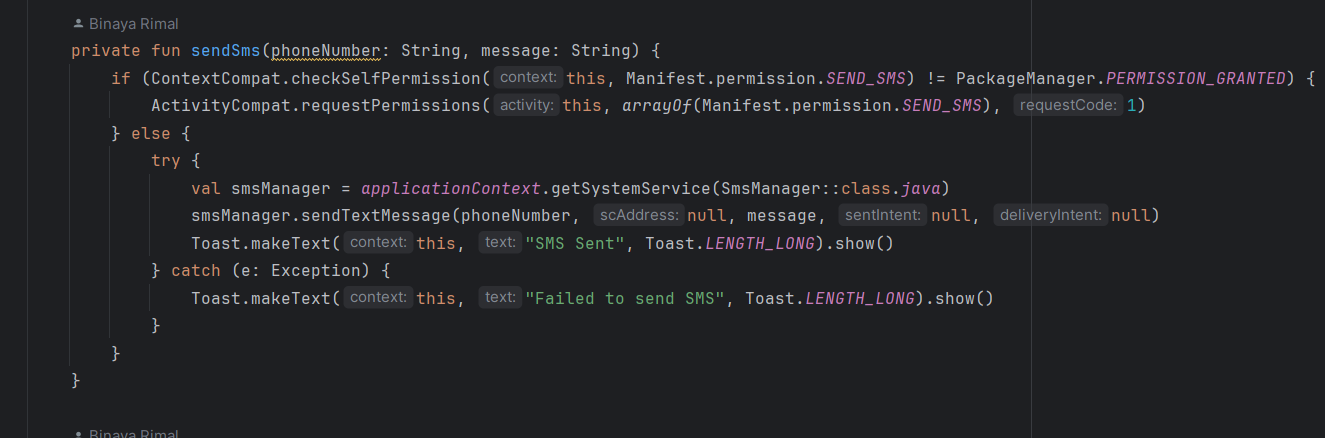 Binaya Rimal
private fun sendSms(phoneNumber: String, message: String) {
if (ContextCompat.checkSelfPermission( context: this, Manifest.permission.SEND_SMS) != PackageManager.PERMISSION_GRANTED) {
ActivityCompat.requestPermissions( activity: this, arrayOf(Manifest.permission.SEND_SMS), requestCode: 1)
} else {
try {
val smsManager = applicationContext.getSystemService(SmsManager::class.java)
smsManager.sendTextMessage(phoneNumber, scAddress: null, message, sentIntent: null, deliveryIntent: null)
Toast.makeText( context: this, text: "SMS Sent", Toast.LENGTH_LONG).show()
} catch (e: Exception) {
Toast.makeText( context: this, text: "Failed to send SMS", Toast.LENGTH_LONG).show()
}
}
}
Binaya Rimal